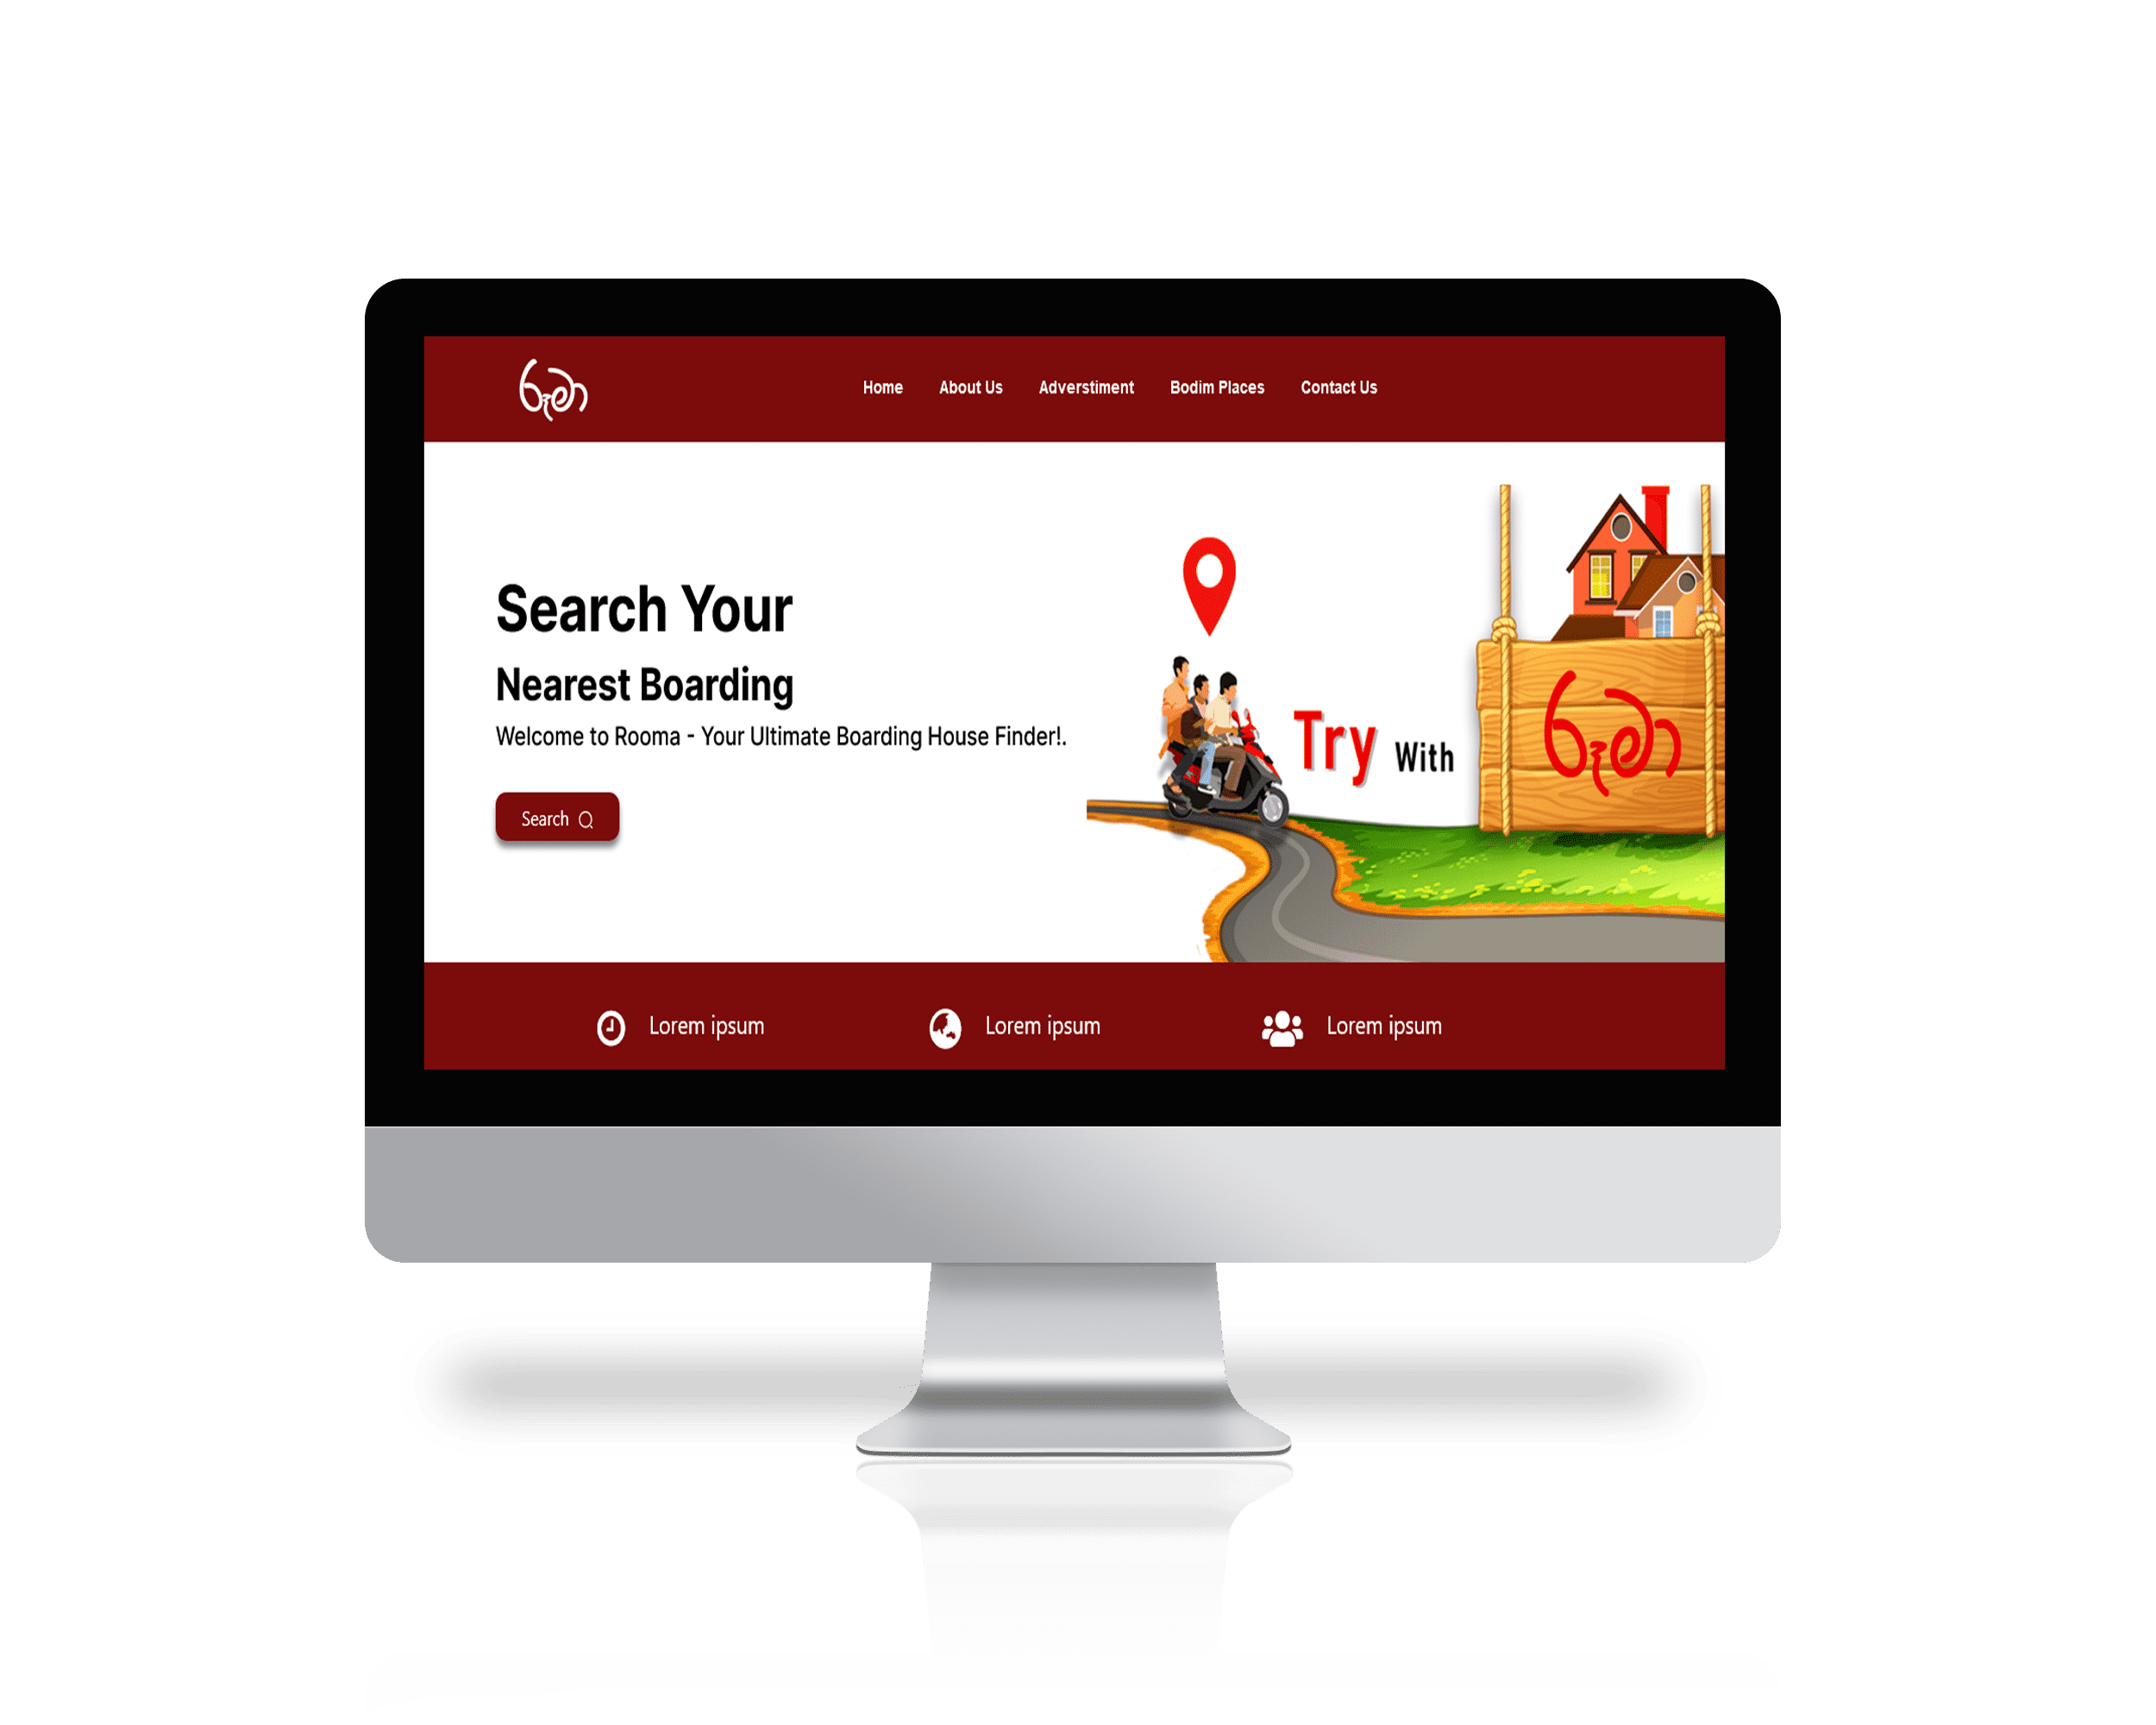 රූමා
Home About Us Adverstiment Bodim Places Contact Us
Search Your
Nearest Boarding
Welcome to Rooma - Your Ultimate Boarding House Finder!.
Search
Try With
රූමා
Lorem ipsum Lorem ipsum Lorem ipsum